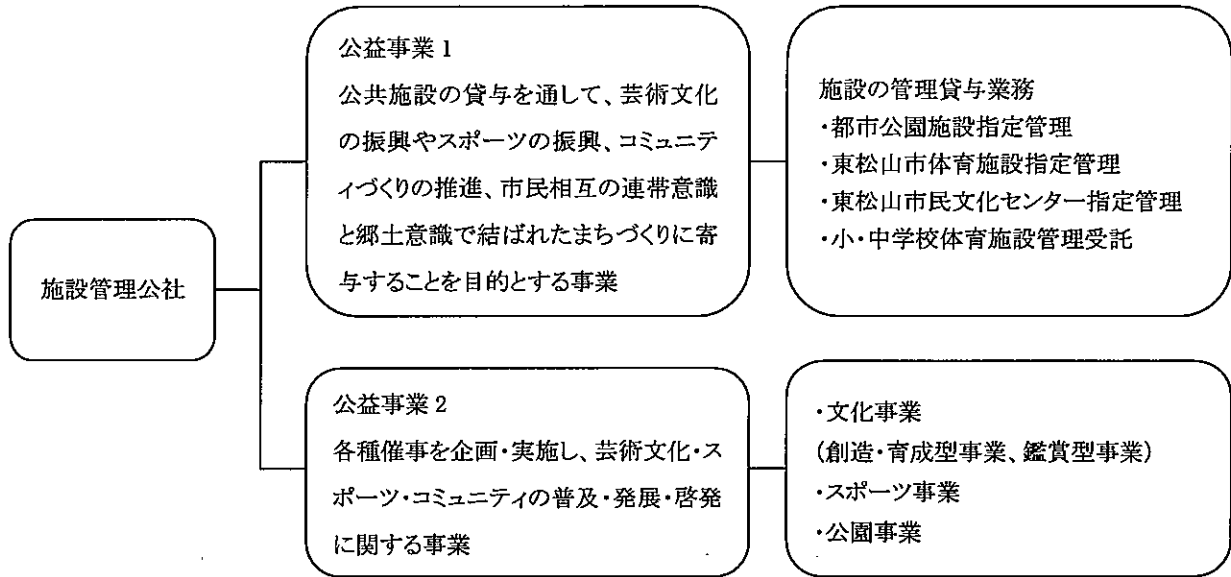 施設管理公社
公益事業1
公共施設の貸与を通して、芸術文化
の振興やスポーツの振興、コミュニテ
ィづくりの推進、市民相互の連帯意識
と郷土意識で結ばれたまちづくりに寄
与することを目的とする事業
施設の管理貸与業務
・都市公園施設指定管理
・東松山市体育施設指定管理
・東松山市民文化センター指定管理
・小・中学校体育施設管理受託
公益事業2
各種催事を企画・実施し、芸術文化・ス
ポーツ・コミュニティの普及・発展・啓発
に関する事業
・文化事業
(創造・育成型事業、鑑賞型事業)
・スポーツ事業
・公園事業